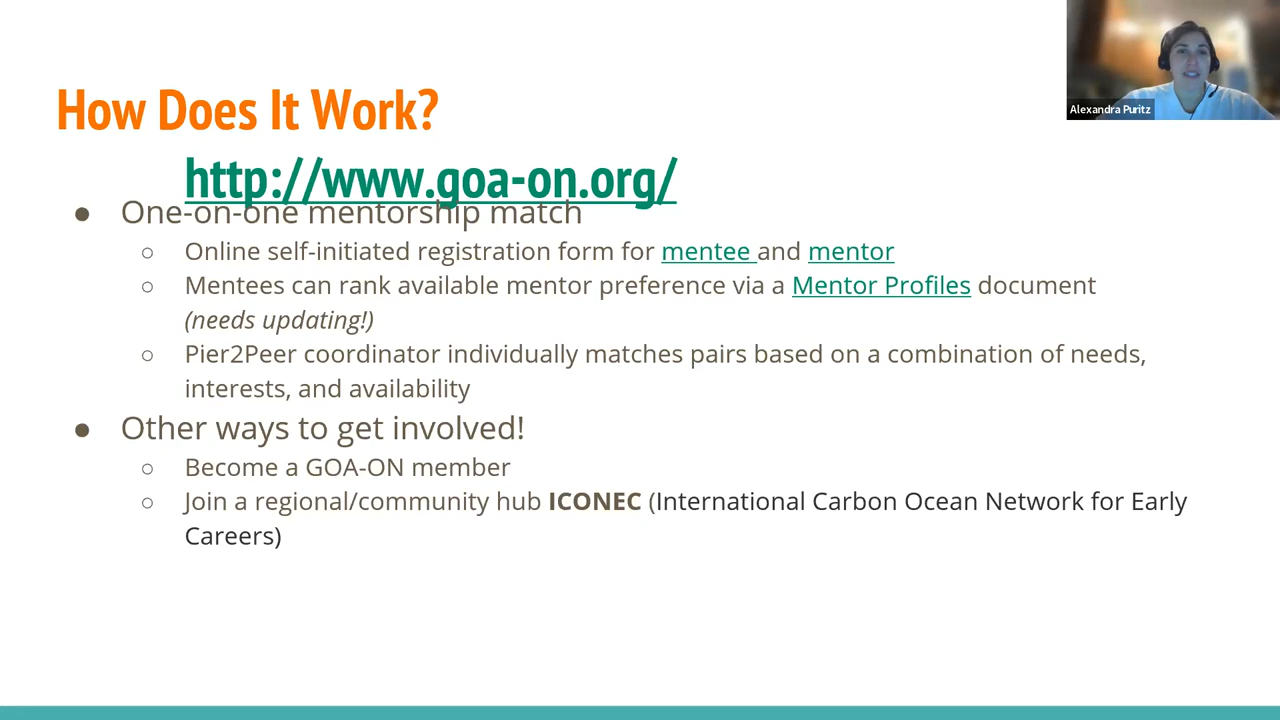 Alexandra Puritz
How Does It Work?
http://www.goa-on.org/
● One-on-one mentorship match
○ Online self-initiated registration form for mentee and mentor
○ Mentees can rank available mentor preference via a Mentor Profiles document
(needs updating!)
○ Pier2Peer coordinator individually matches pairs based on a combination of needs,
interests, and availability
● Other ways to get involved!
○ Become a GOA-ON member
○ Join a regional/community hub ICONEC (International Carbon Ocean Network for Early
Careers)